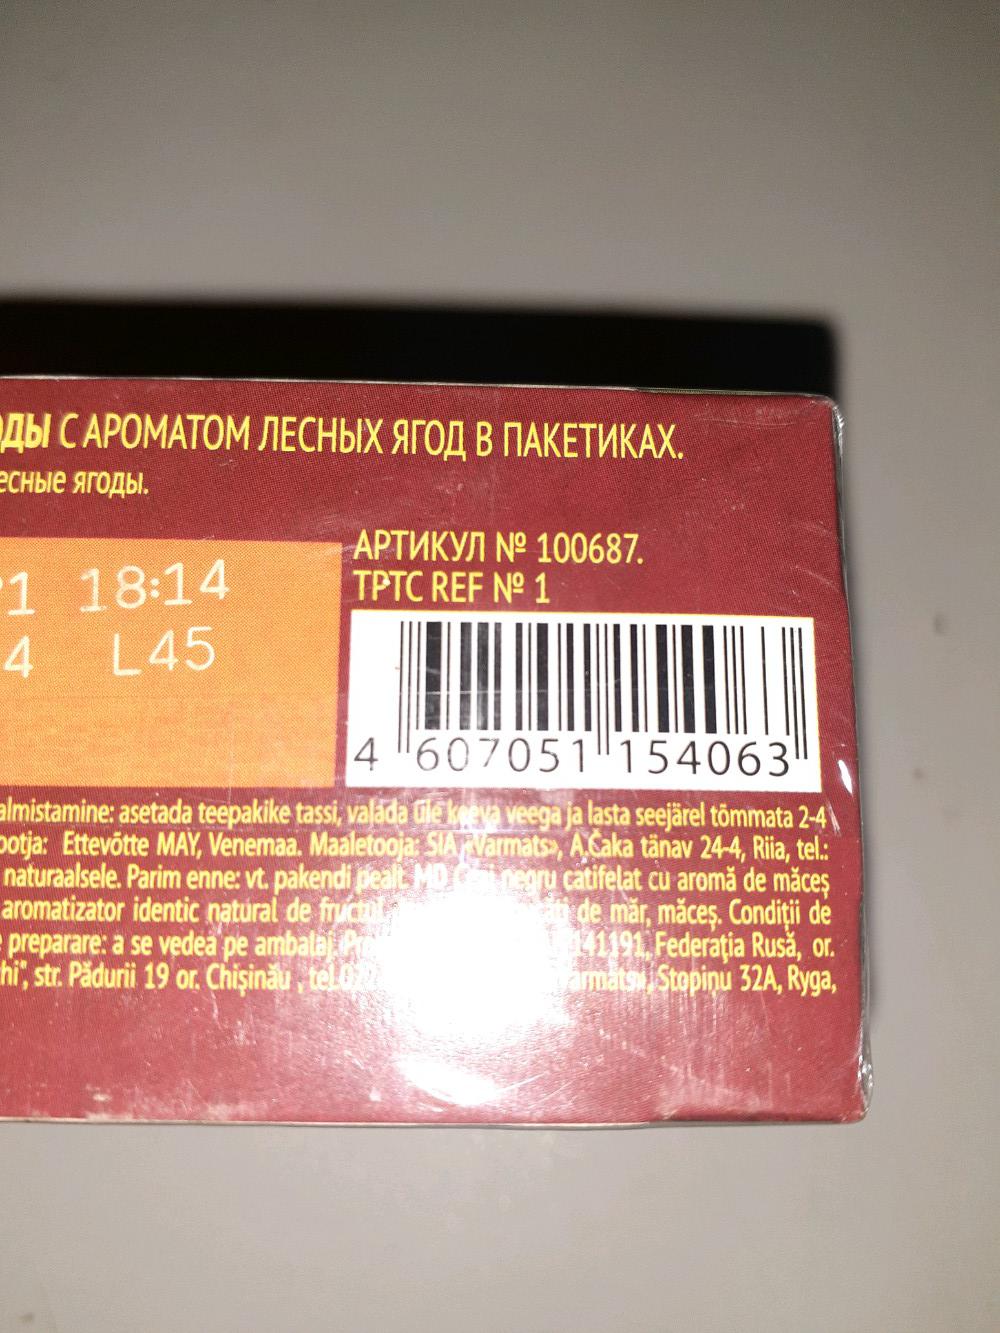 ОДЫ С АРОМАТОМ ЛЕСНЫХ ЯГОД В ПАКЕТИКАХ.
есные ягоды.
АРТИКУЛ № 100687.
ТРТС REF № 1
21 18:14
4 L45
4 607051 154063
almistamine: asetada teepakike tassi, valada üle keeva veega ja lasta seejärel tõmmata 2-4
ootja: Ettevõtte MAY, Venemaa. Maaletooja: SIA «Varmats», A.Čaka tänav 24-4, Riia, tel.:
naturaalsele. Parim enne: vt. pakendi pealt. MD Ceai negru catifelat cu aromă de măceș
aromatizator identic natural de fructe de măr, măceș. Condiții de
preparare: a se vedea pe ambalaj. 141191, Federația Rusă, or.
hi", str. Pădurii 19 or. Chișinău , tel. Varmats», Stopiņu 32A, Ryga,